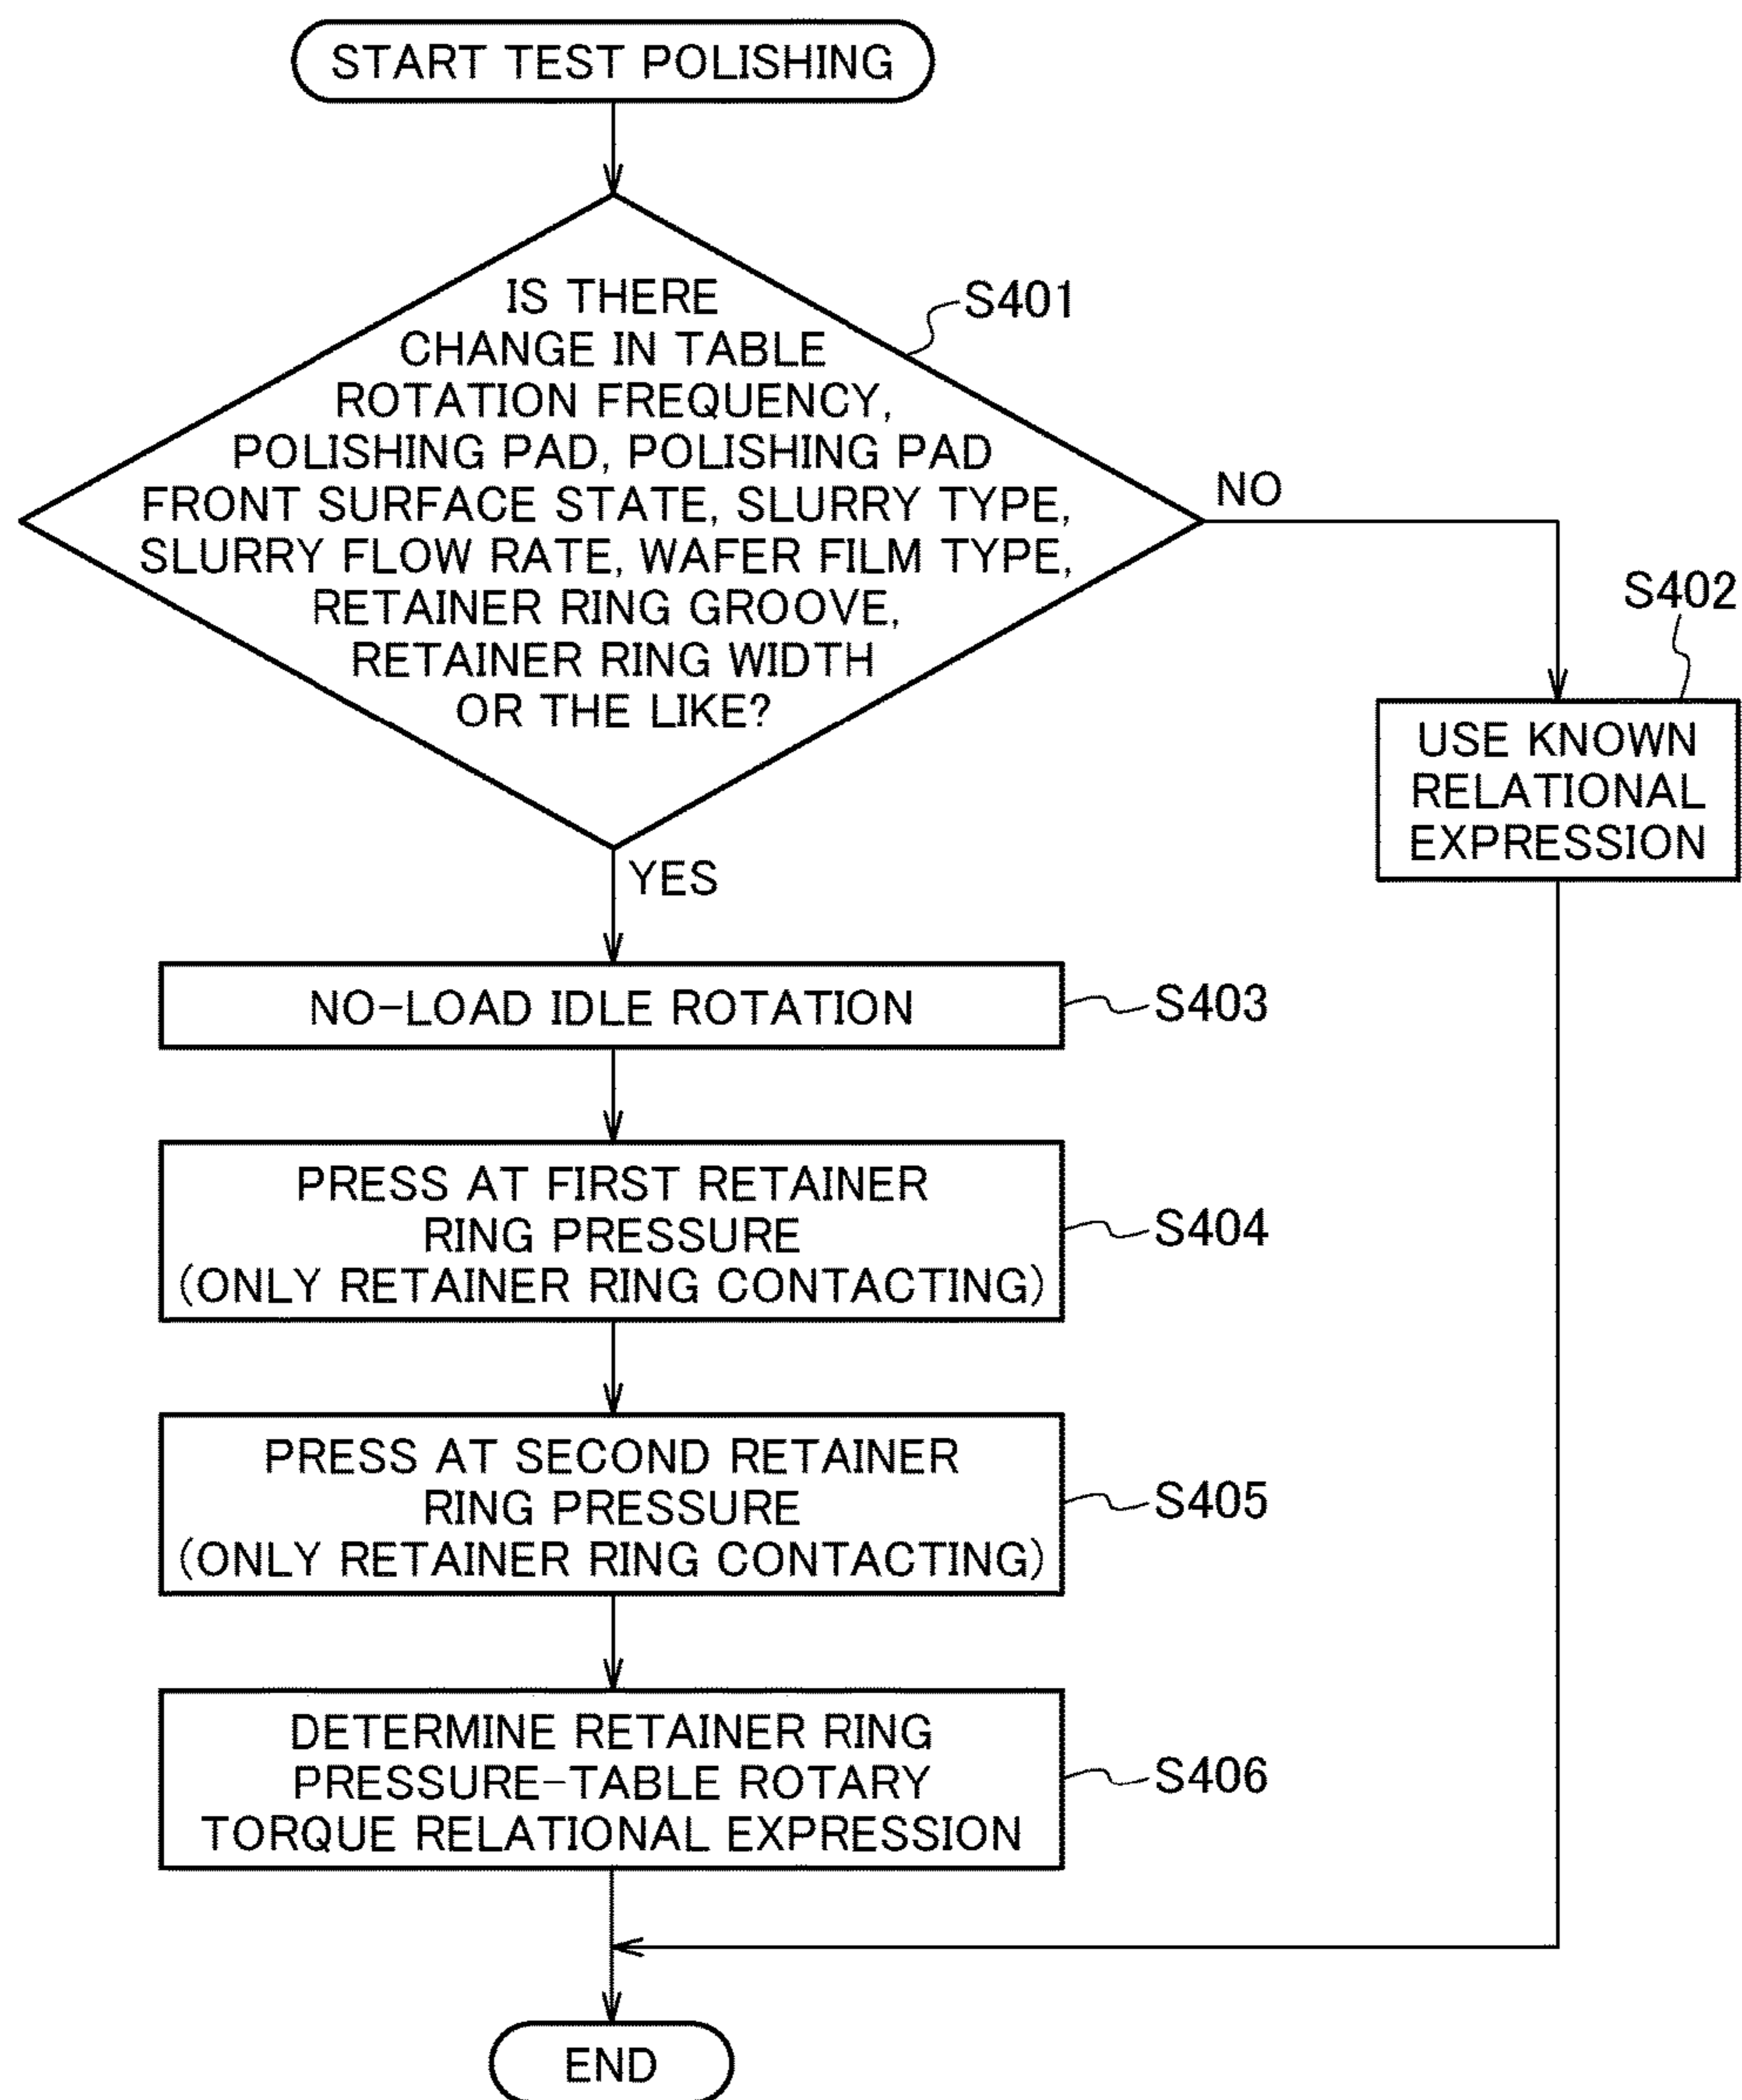 START TEST POLISHING
IS THERE
CHANGE IN TABLE
ROTATION FREQUENCY,
POLISHING PAD, POLISHING PAD
FRONT SURFACE STATE, SLURRY TYPE,
SLURRY FLOW RATE, WAFER FILM TYPE,
RETAINER RING GROOVE,
RETAINER RING WIDTH
OR THE LIKE?
S401
NO
S402
USE KNOWN
RELATIONAL
EXPRESSION
YES
NO-LOAD IDLE ROTATION
S403
PRESS AT FIRST RETAINER
RING PRESSURE
(ONLY RETAINER RING CONTACTING)
S404
PRESS AT SECOND RETAINER
RING PRESSURE
(ONLY RETAINER RING CONTACTING)
S405
DETERMINE RETAINER RING
PRESSURE-TABLE ROTARY
TORQUE RELATIONAL EXPRESSION
S406
END